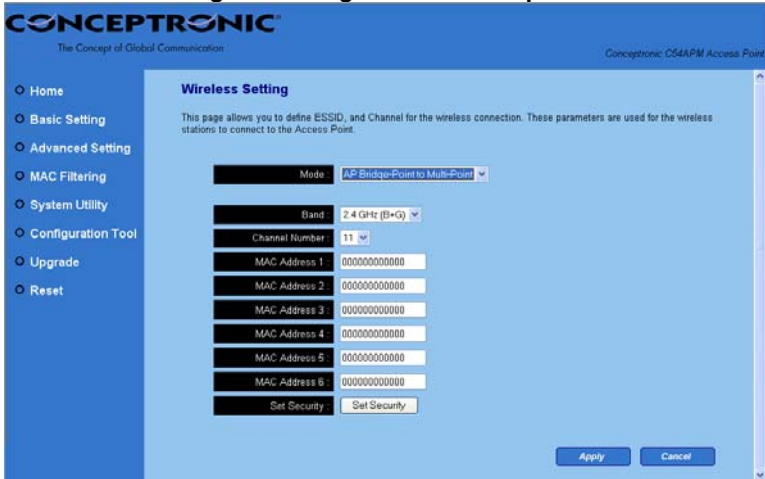 CONCEPTRONIC
The Concept of Global Communication
Conceptronic C54APM Access Point
Home
Basic Setting
Advanced Setting
MAC Filtering
System Utility
Configuration Tool
Upgrade
Reset
Wireless Setting
This page allows you to define ESSID, and Channel for the wireless connection. These parameters are used for the wireless
stations to connect to the Access Point.
Mode : AP Bridge-Point to Multi-Point
Band : 2.4 GHz (B+G)
Channel Number : 11
MAC Address 1 : 000000000000
MAC Address 2 : 000000000000
MAC Address 3 : 000000000000
MAC Address 4 : 000000000000
MAC Address 5 : 000000000000
MAC Address 6 : 000000000000
Set Security : Set Security
Apply Cancel